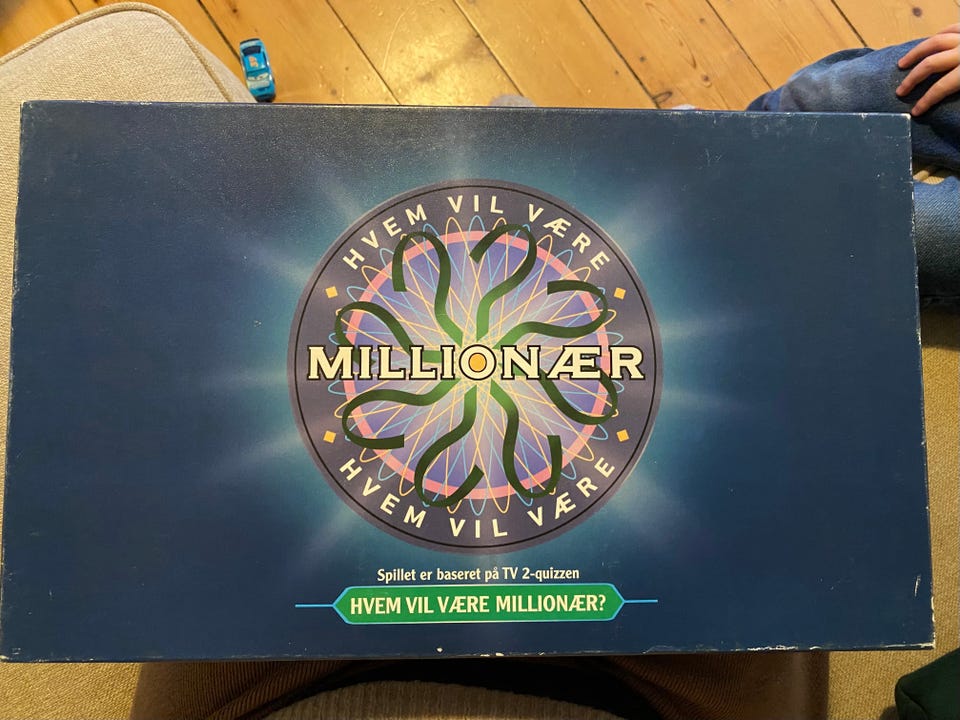 HVEM VIL VÆRE
MILLIONÆR
HVEM VIL VÆRE
Spillet er baseret på TV 2-quizzen
HVEM VIL VÆRE MILLIONÆR?